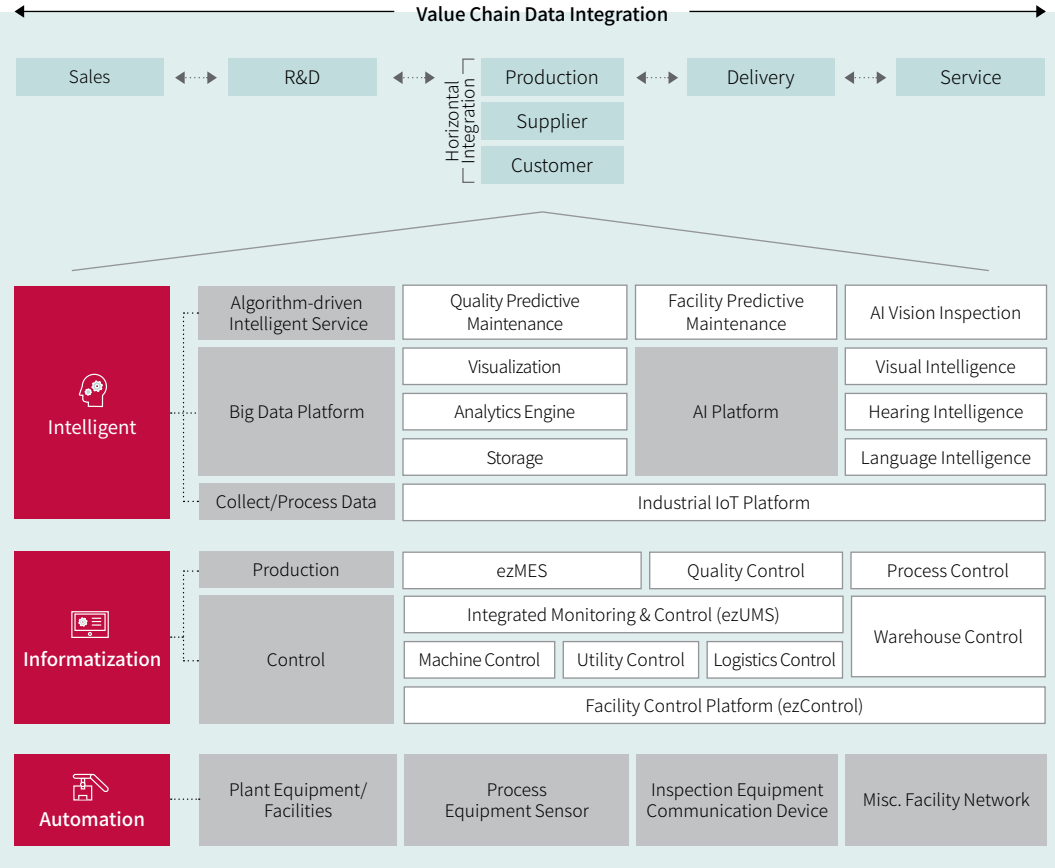 Value Chain Data Integration
Sales
R&D
Horizontal
Integration
Production
Delivery
Service
Supplier
Customer
Intelligent
Algorithm-driven
Intelligent Service
Quality Predictive
Maintenance
Facility Predictive
Maintenance
AI Vision Inspection
Big Data Platform
Visualization
Analytics Engine
Storage
AI Platform
Visual Intelligence
Hearing Intelligence
Language Intelligence
Collect/Process Data
Industrial IoT Platform
Informatization
Production
ezMES
Quality Control
Process Control
Control
Integrated Monitoring & Control (ezUMS)
Warehouse Control
Machine Control
Utility Control
Logistics Control
Facility Control Platform (ezControl)
Automation
Plant Equipment/
Facilities
Process
Equipment Sensor
Inspection Equipment
Communication Device
Misc. Facility Network